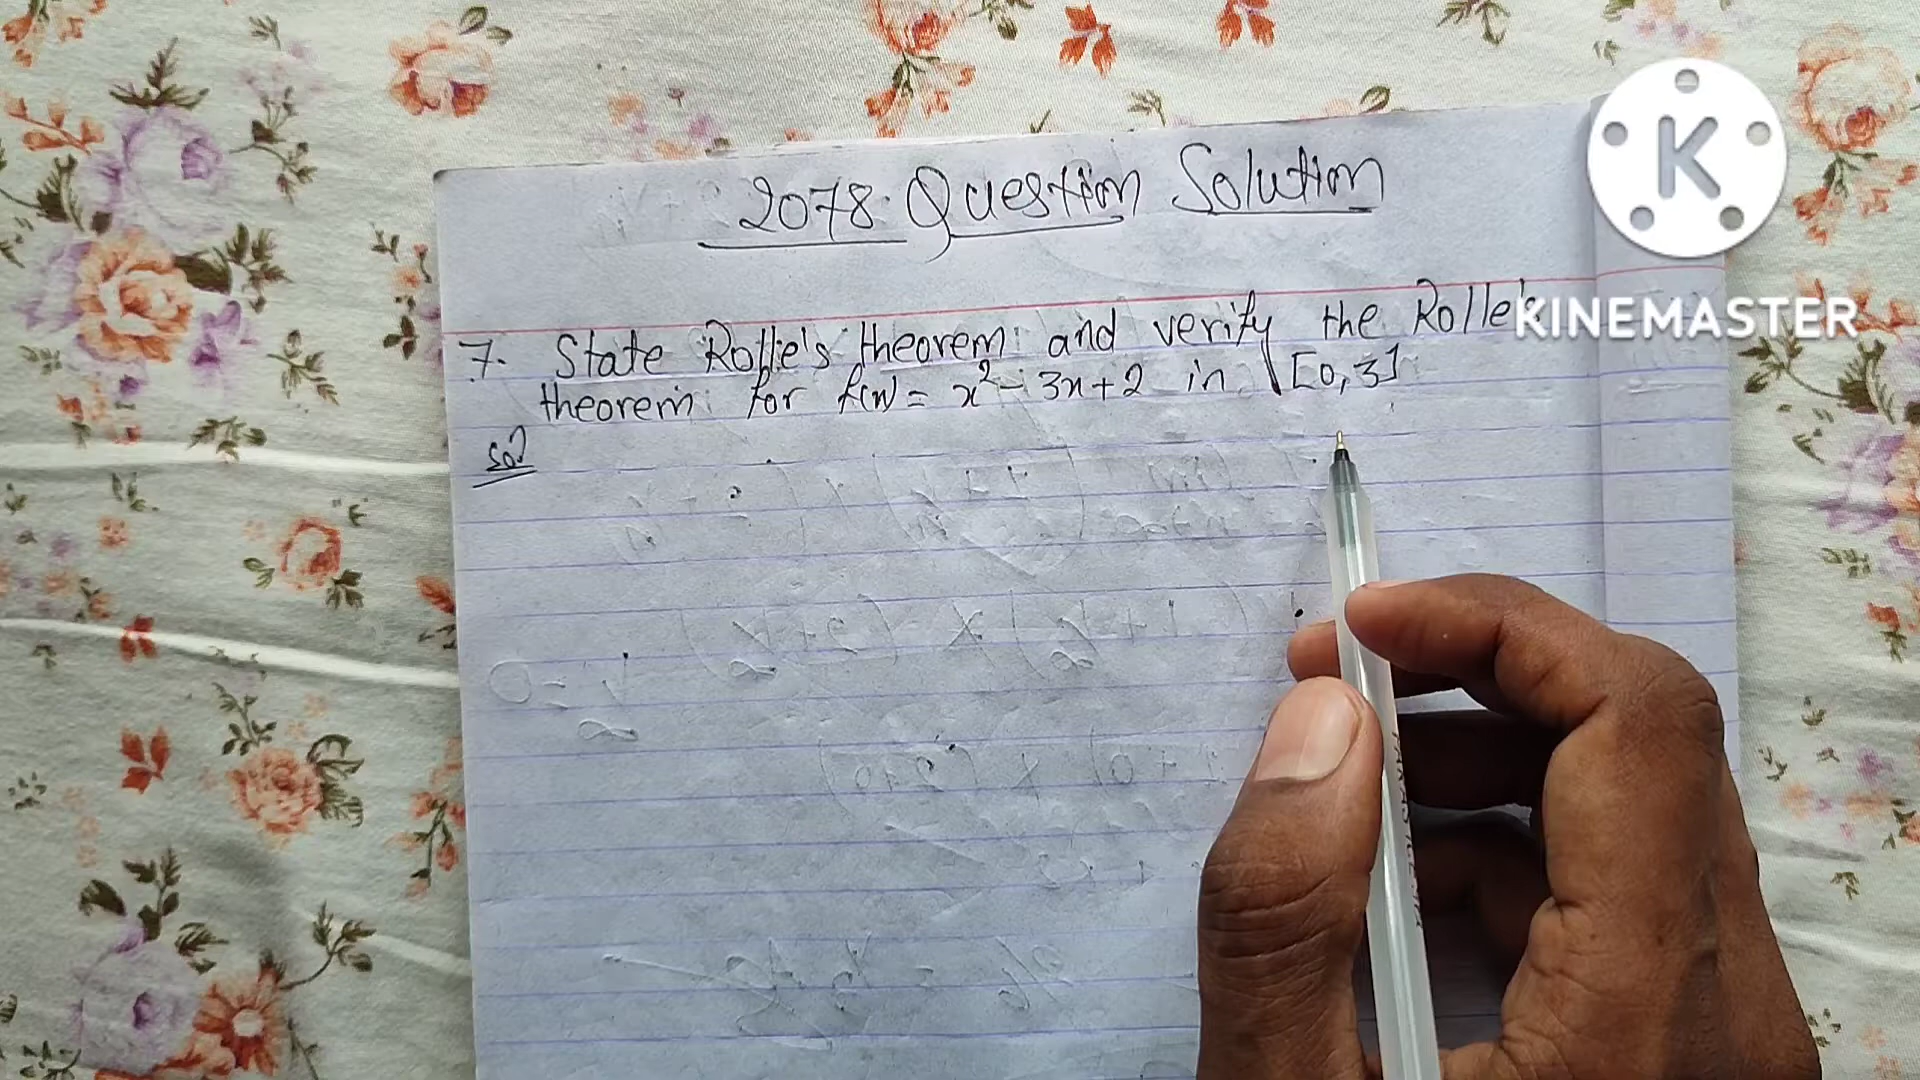 2078 Question Solution
7. State Rolle's theorem and verify the Rolle's
theorem for f(x) = x² - 3x + 2 in [0,3]
Solⁿ
K
KINEMASTER